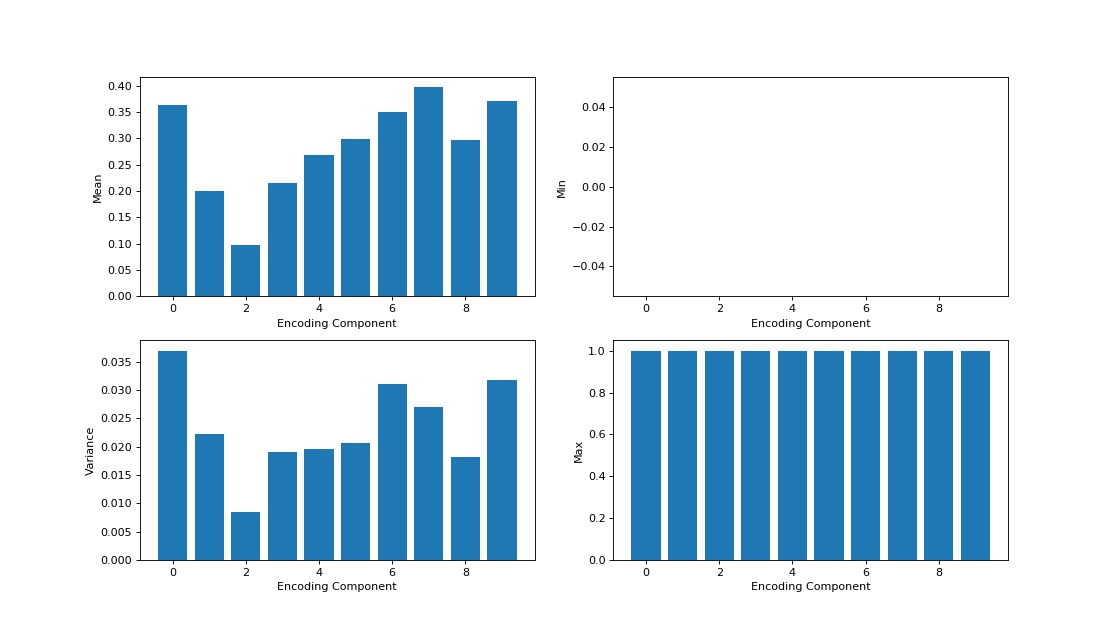 Mean
0.40
0.35
0.30
0.25
0.20
0.15
0.10
0.05
0.00
0 2 4 6 8
Encoding Component
Min
0.04
0.02
0.00
−0.02
−0.04
0 2 4 6 8
Encoding Component
Variance
0.035
0.030
0.025
0.020
0.015
0.010
0.005
0.000
0 2 4 6 8
Encoding Component
Max
1.0
0.8
0.6
0.4
0.2
0.0
0 2 4 6 8
Encoding Component